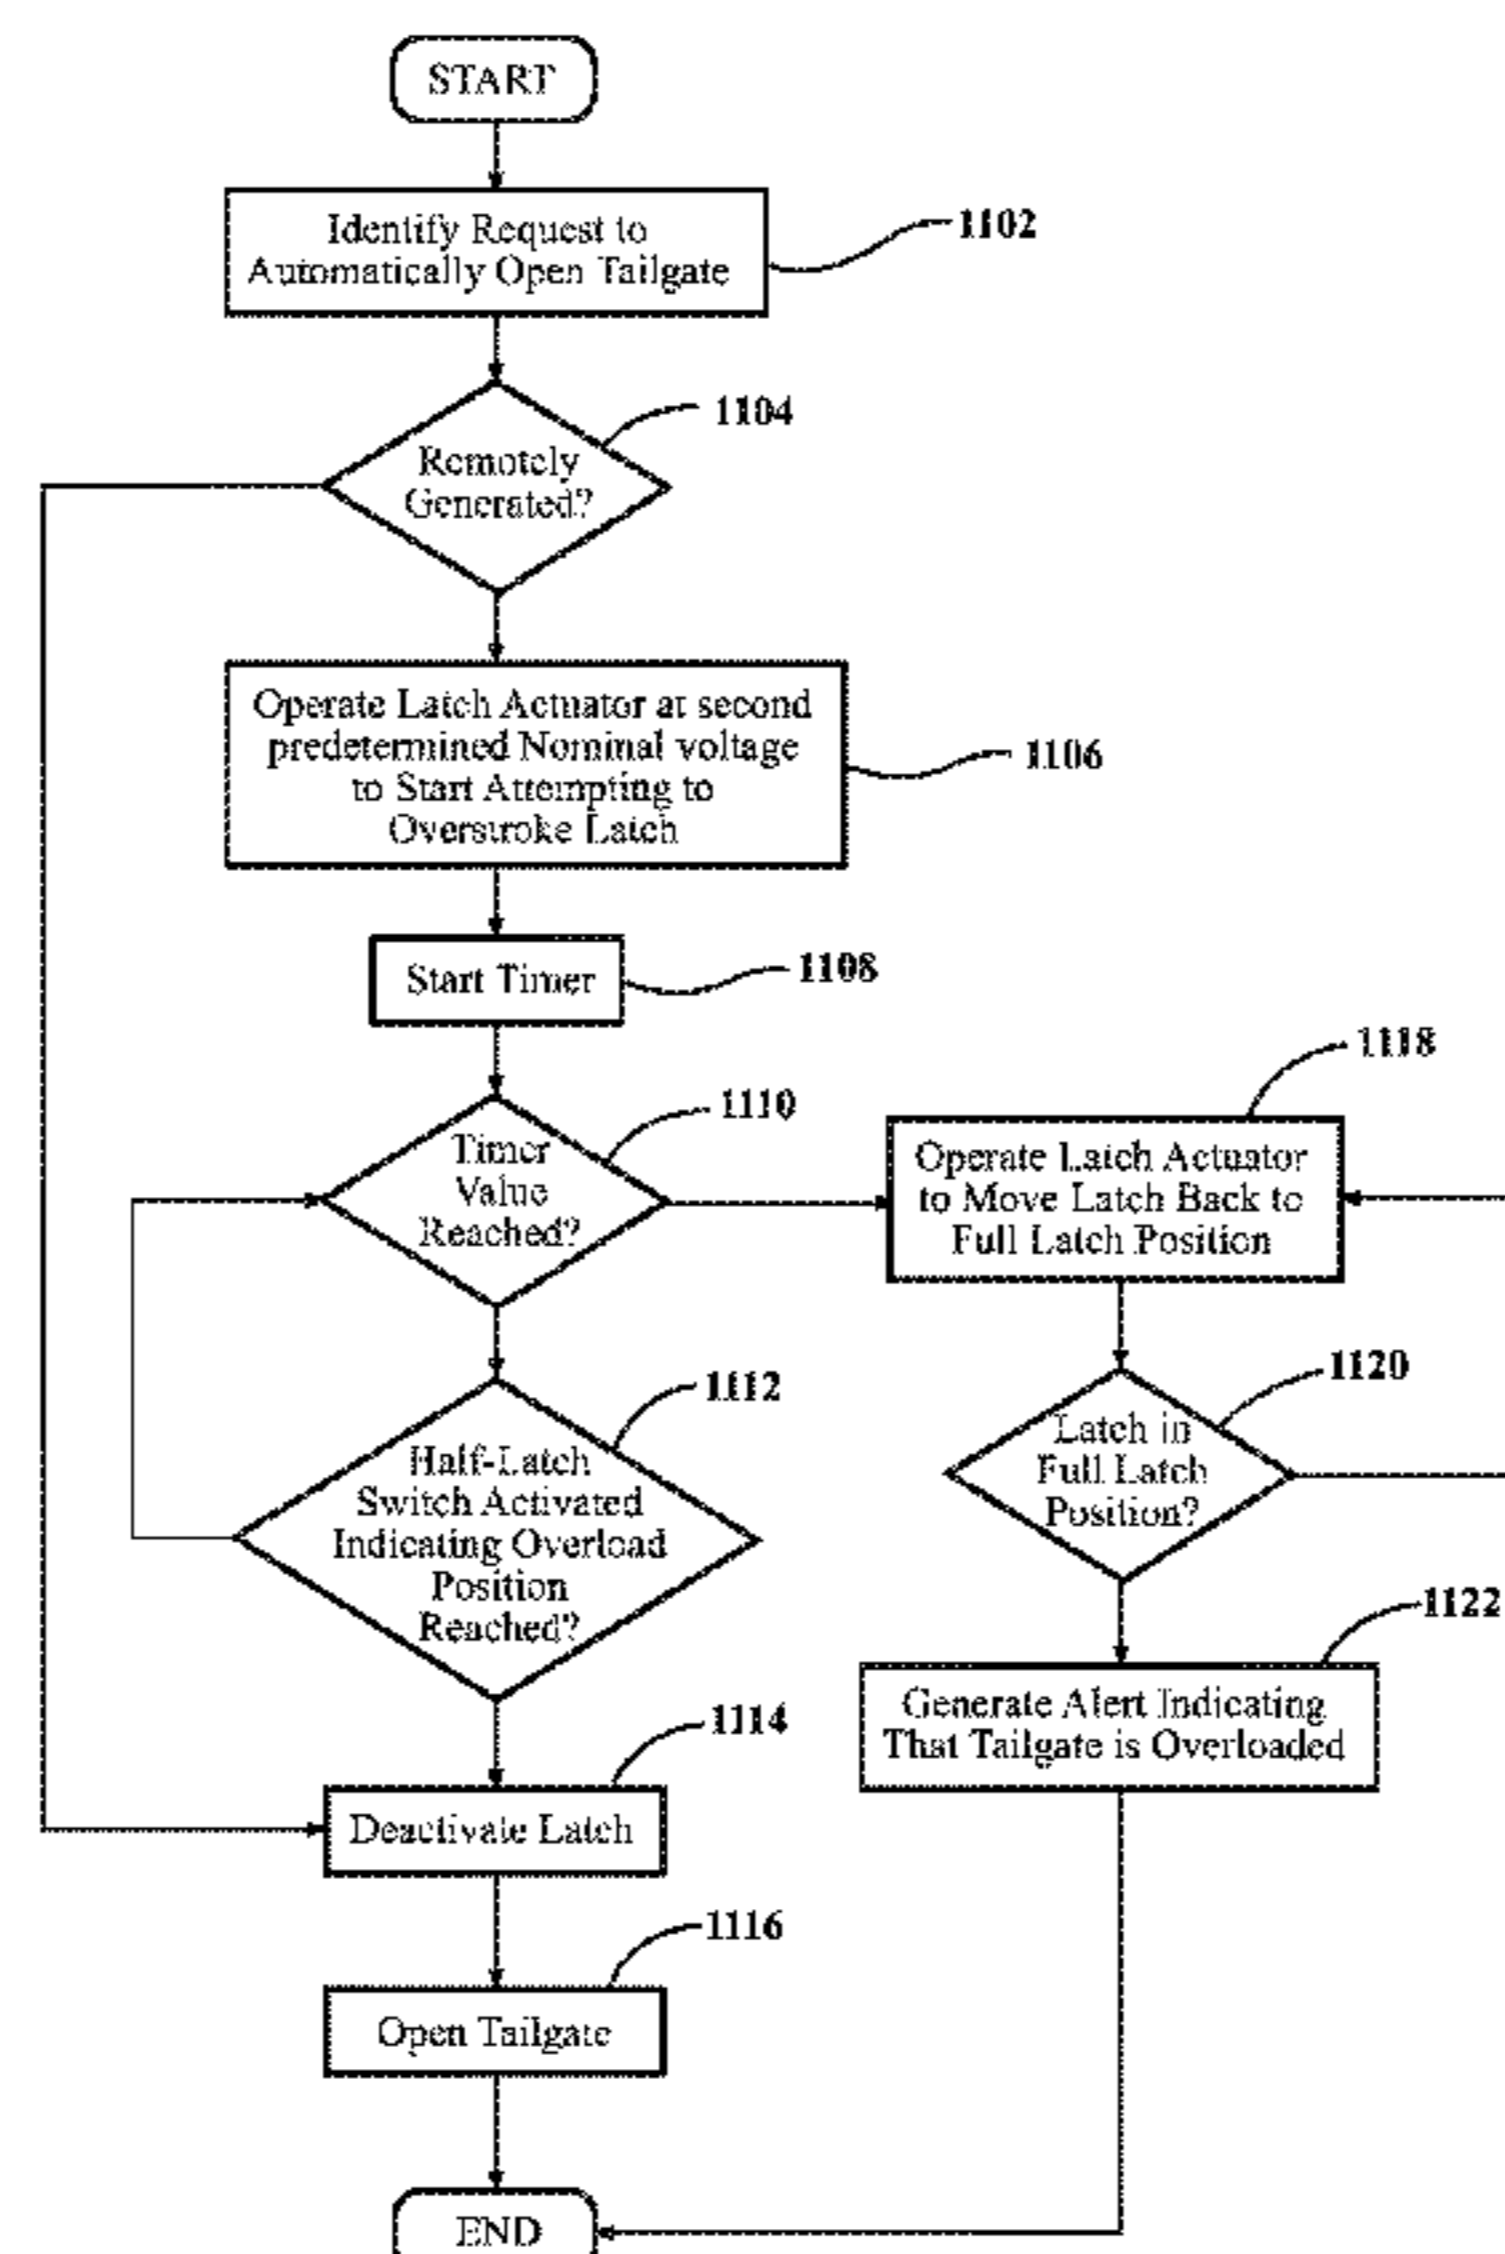 START
Identify Request to
Automatically Open Tailgate
1102
1104
Remotely
Generated?
Operate Latch Actuator at second
predetermined Nominal voltage
to Start Attempting to
Overstroke Latch
1106
Start Timer
1108
1110
Timer
Value
Reached?
1118
Operate Latch Actuator
to Move Latch Back to
Full Latch Position
1112
Half-Latch
Switch Activated
Indicating Overload
Position
Reached?
1120
Latch in
Full Latch
Position?
1122
Generate Alert Indicating
That Tailgate is Overloaded
1114
Deactivate Latch
1116
Open Tailgate
END